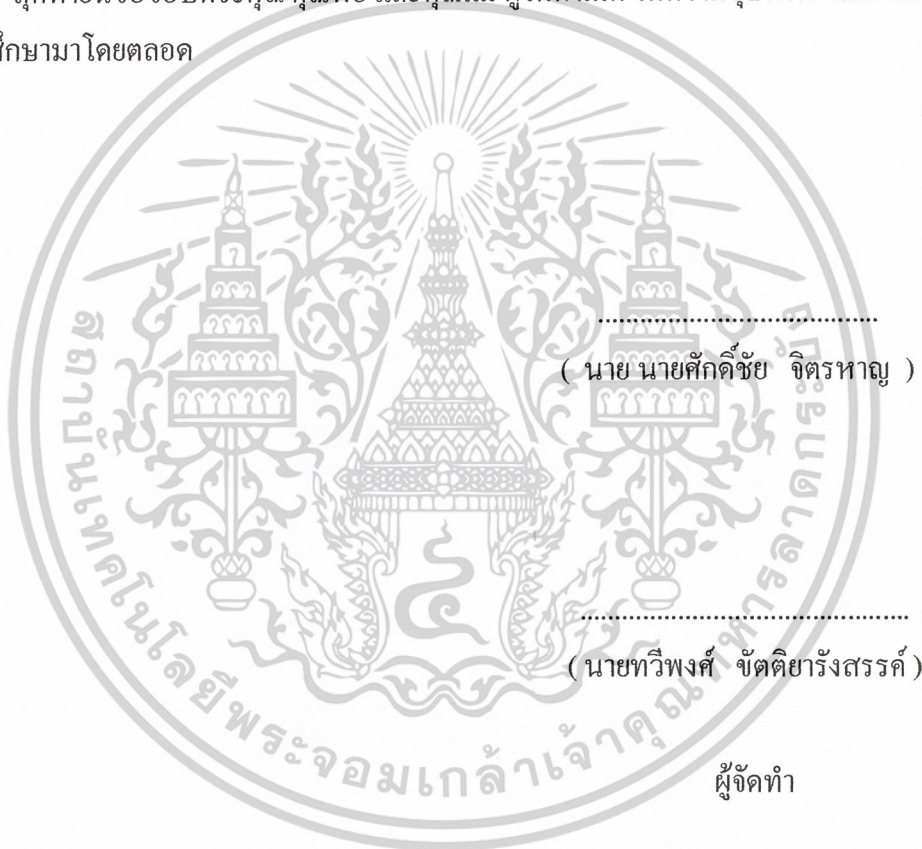 และ
ศึกษามาโดยตลอด
( นาย นายศักดิ์ชัย จิตรหาญ )
( นายทวีพงศ์ ขัตติยารังสรรค์ )
ผู้จัดทำ
สถาบันเทคโนโลยีพระจอมเกล้าเจ้าคุณทหารลาดกระบัง
๔